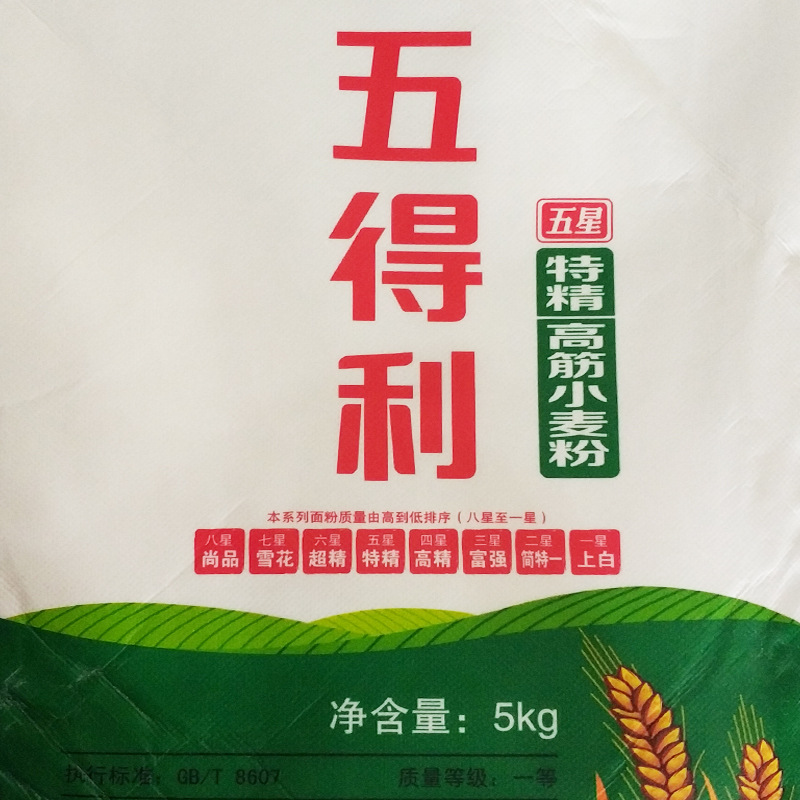 五得利
五星
特精
高筋小麦粉
本系列面粉质量由高到低排序（八星至一星）
八星 七星 六星 五星 四星 三星 二星 一星
尚品 雪花 超精 特精 高精 富强 简特一 上白
净含量：5kg
执行标准：GB/T 8607 质量等级：一等